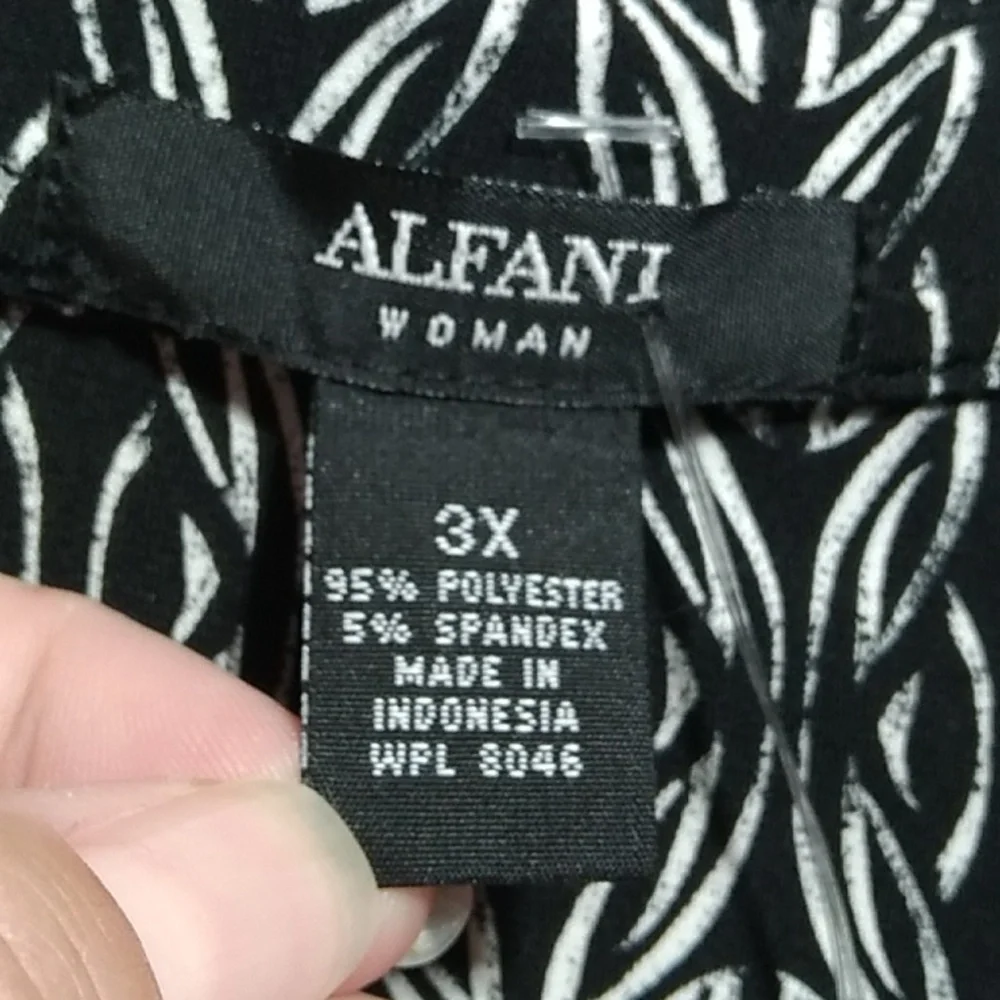 ALFANI
WOMAN
3X
95% POLYESTER
5% SPANDEX
MADE IN
INDONESIA
WPL 8046